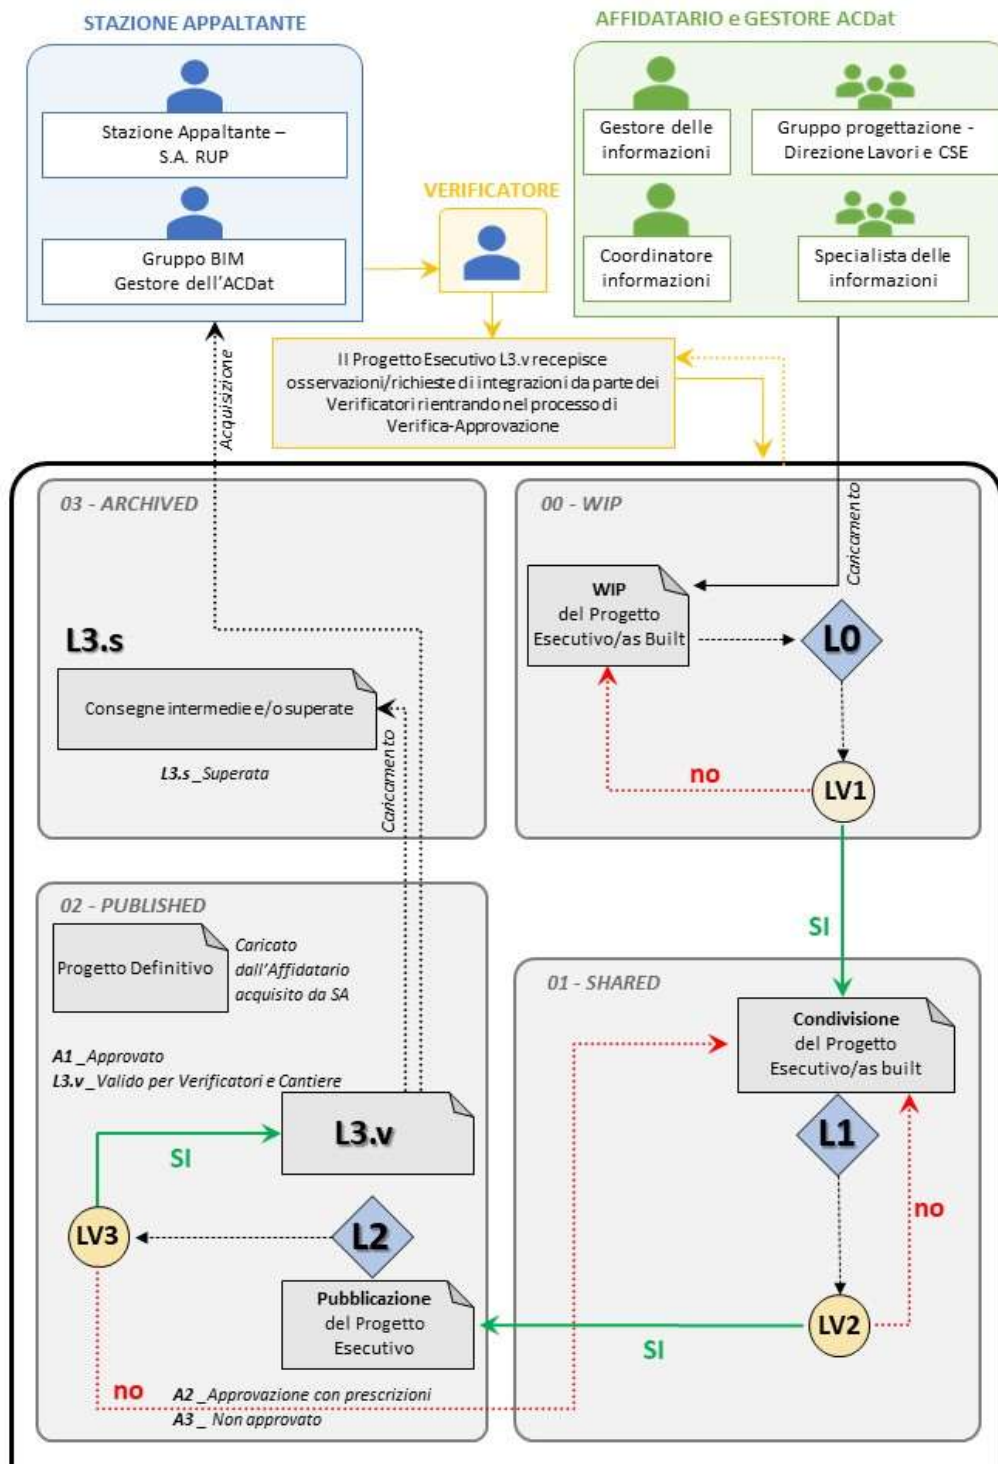 STAZIONE APPALTANTE
AFFIDATARIO e GESTORE ACDat
Stazione Appaltante –
S.A. RUP
Gruppo BIM
Gestore dell'ACDat
VERIFICATORE
Gestore delle
informazioni
Gruppo progettazione -
Direzione Lavori e CSE
Coordinatore
informazioni
Specialista delle
informazioni
Il Progetto Esecutivo L3.v recepisce
osservazioni/richieste di integrazioni da parte dei
Verificatori rientrando nel processo di
Verifica-Approvazione
Acquisizione
Caricamento
03 - ARCHIVED
L3.s
Consegne intermedie e/o superate
L3.s _Superata
Caricamento
00 - WIP
WIP
del Progetto
Esecutivo/as Built
L0
no
LV1
SI
02 - PUBLISHED
Progetto Definitivo
Caricato
dall'Affidatario
acquisito da SA
A1 _Approvato
L3.v _Valido per Verificatori e Cantiere
L3.v
SI
LV3
L2
Pubblicazione
del Progetto
Esecutivo
no
A2 _Approvazione con prescrizioni
A3 _ Non approvato
01 - SHARED
Condivisione
del Progetto
Esecutivo/as built
L1
no
LV2
SI